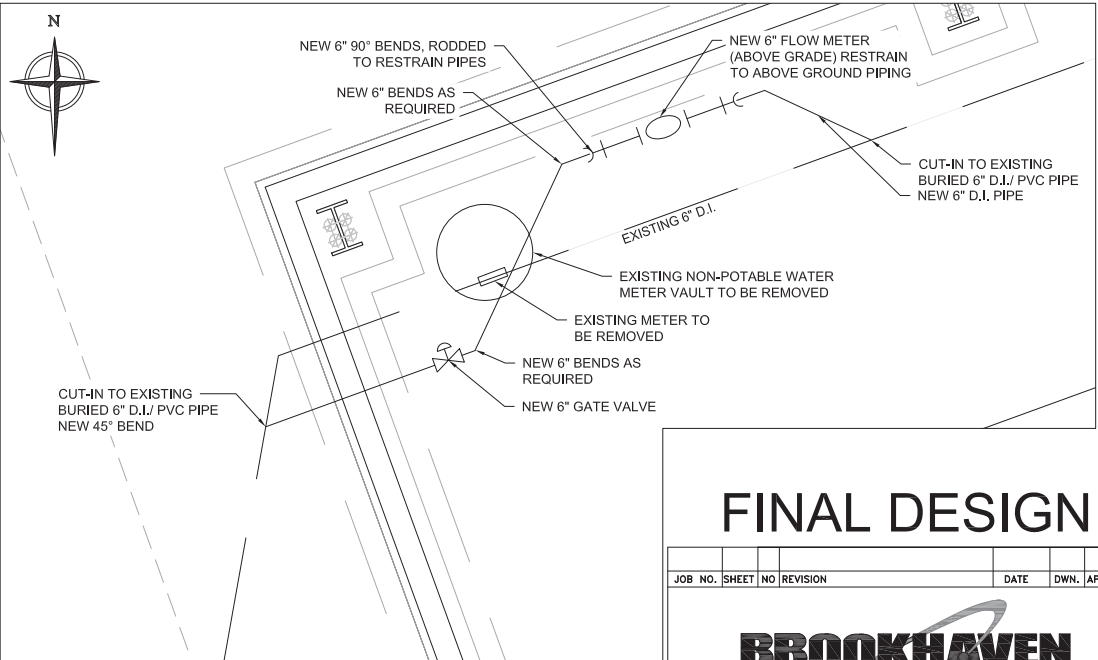 N
NEW 6" 90° BENDS, RODDED
TO RESTRAIN PIPES
NEW 6" BENDS AS
REQUIRED
NEW 6" FLOW METER
(ABOVE GRADE) RESTRAIN
TO ABOVE GROUND PIPING
CUT-IN TO EXISTING
BURIED 6" D.I./ PVC PIPE
NEW 6" D.I. PIPE
EXISTING 6" D.I.
EXISTING NON-POTABLE WATER
METER VAULT TO BE REMOVED
EXISTING METER TO
BE REMOVED
NEW 6" BENDS AS
REQUIRED
NEW 6" GATE VALVE
CUT-IN TO EXISTING
BURIED 6" D.I./ PVC PIPE
NEW 45° BEND
FINAL DESIGN
JOB NO. SHEET NO REVISION DATE DWN.
BROOKHAVEN